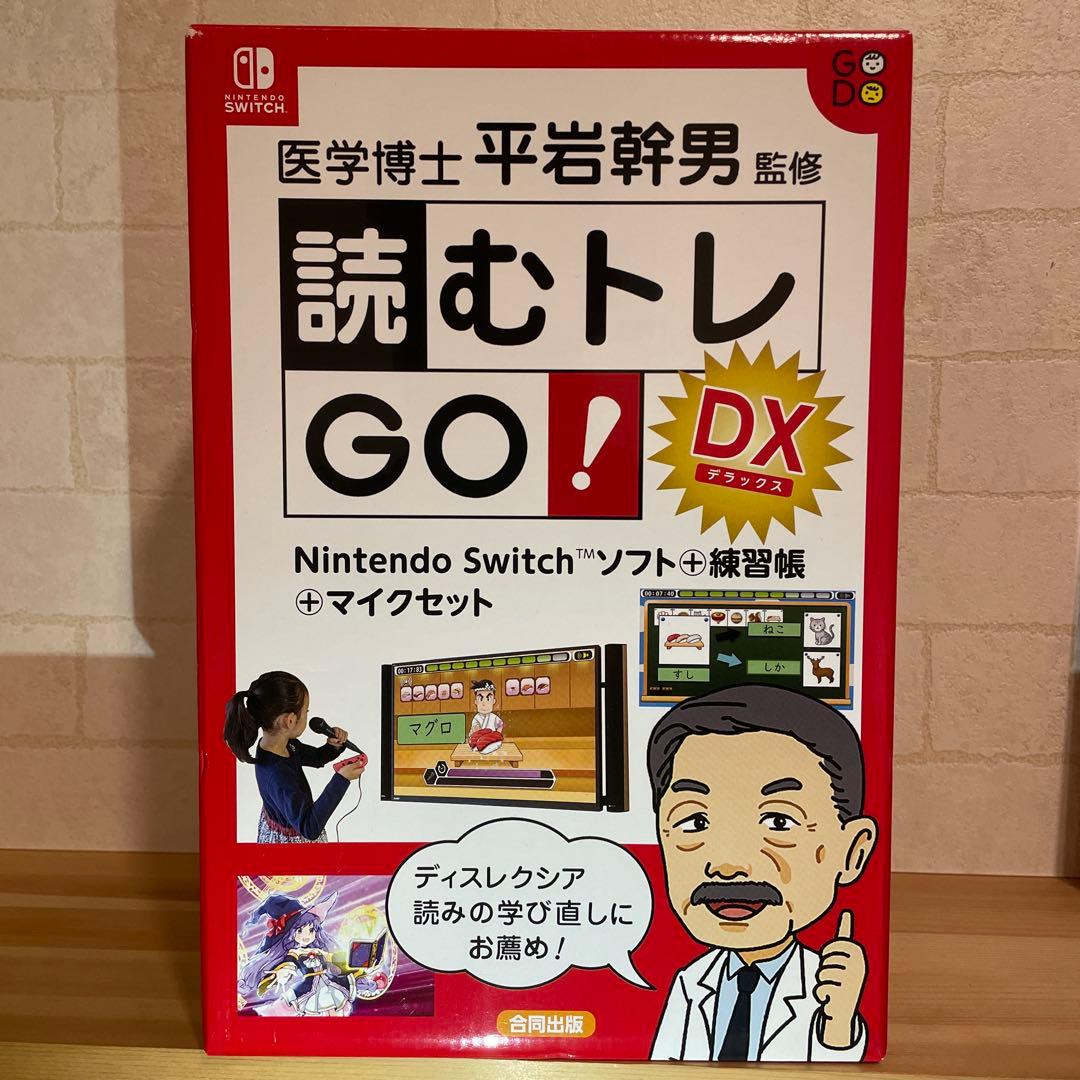 NINTENDO
SWITCH™
GO
DO
医学博士 平岩幹男 監修
読むトレ
GO!
DX
デラックス
Nintendo Switch™ソフト⊕練習帳
⊕マイクセット
00:07:40
ねこ
すし
しか
00:17:83
マグロ
ディスレクシア
読みの学び直しに
お薦め!
合同出版